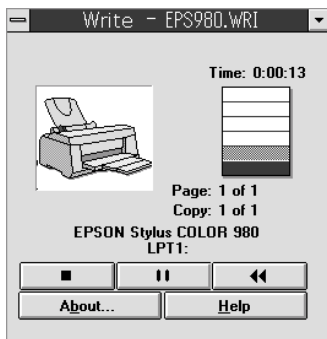 Write - EPS980.WRI
Time: 0:00:13
Page: 1 of 1
Copy: 1 of 1
EPSON Stylus COLOR 980
LPT1:
About... Help